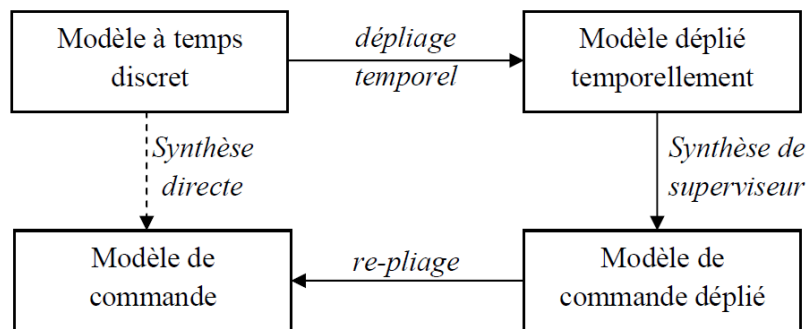 Modèle à temps
discret
dépliage
temporel
Modèle déplié
temporellement
Synthèse
directe
Synthèse de
superviseur
Modèle de
commande
re-pliage
Modèle de
commande déplié